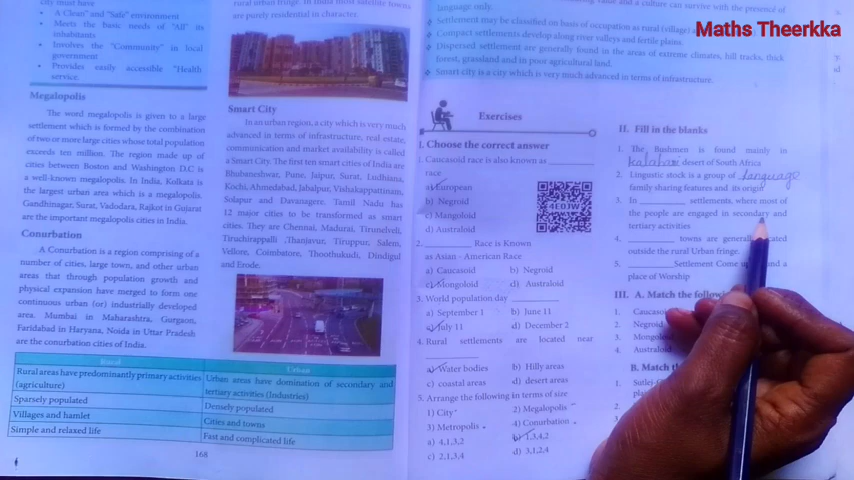 Maths Theerkka
city must have
• A Clean" and "Safe" environment
• Meets the basic needs of "All" its
inhabitants
• Involves the "Community" in local
government
• Provides easily accessible "Health
service.
Megalopolis
The word megalopolis is given to a large
settlement which is formed by the combination
of two or more large cities whose total population
exceeds ten million. The region made up of
cities between Boston and Washington D.C is
a well-known megalopolis. In India, Kolkata is
the largest urban area which is a megalopolis.
Gandhinagar, Surat, Vadodara, Rajkot in Gujarat
are the important megalopolis cities in India.
Conurbation
A Conurbation is a region comprising of a
number of cities, large town, and other urban
areas that through population growth and
physical expansion have merged to form one
continuous urban (or) industrially developed
area. Mumbai in Maharashtra, Gurgaon,
Faridabad in Haryana, Noida in Uttar Pradesh
are the conurbation cities of India.
rural urban fringe. In India most satellite towns
are purely residential in character.
Smart City
In an urban region, a city which is very much
advanced in terms of infrastructure, real estate,
communication and market availability is called
a Smart City. The first ten smart cities of India are
Bhubaneshwar, Pune, Jaipur, Surat, Ludhiana,
Kochi, Ahmedabad, Jabalpur, Vishakappattinam,
Solapur and Davanagere. Tamil Nadu has
12 major cities to be transformed as smart
cities. They are Chennai, Madurai, Tirunelveli,
Tiruchirappalli ,Thanjavur, Tiruppur, Salem,
Vellore, Coimbatore, Thoothukudi, Dindigul
and Erode.
Rural Urban
Rural areas have predominantly primary activities
(agriculture)
Urban areas have domination of secondary and
tertiary activities (Industries)
Sparsely populated
Densely populated
Villages and hamlet
Cities and towns
Simple and relaxed life
Fast and complicated life
168
and a culture can survive with the presence of
language only.
Settlement may be classified on basis of occupation as rural (village)
Compact settlements develop along river valleys and fertile plains.
Dispersed settlement are generally found in the areas of extreme climates, hill tracks, thick
forest, grassland and in poor agricultural land.
Smart city is a city which is very much advanced in terms of infrastructure.
Exercises
I. Choose the correct answer
1. Caucasoid race is also known as ________
race
a) European
b) Negroid
c) Mangoloid
d) Australoid
4E0JW
2. ________ Race is Known
as Asian - American Race
a) Caucasoid b) Negroid
c) Mongoloid d) Australoid
3. World population day ________
a) September 1 b) June 11
c) July 11 d) December 2
4. Rural settlements are located near
________
a) Water bodies b) Hilly areas
c) coastal areas d) desert areas
5. Arrange the following in terms of size
1) City 2) Megalopolis
3) Metropolis 4) Conurbation
a) 4,1,3,2 b) 1,3,4,2
c) 2,1,3,4 d) 3,1,2,4
II. Fill in the blanks
1. The Bushmen is found mainly in
kalahari desert of South Africa
2. Linguistic stock is a group of language
family sharing features and its origin
3. In ________ settlements, where most of
the people are engaged in secondary and
tertiary activities
4. ________ towns are generally
outside the rural Urban fringe.
5. ________ Settlement Come
place of Worship
III. A. Match the
1.
2. Negroid
3.
4. Australoid
B.
1.
2.